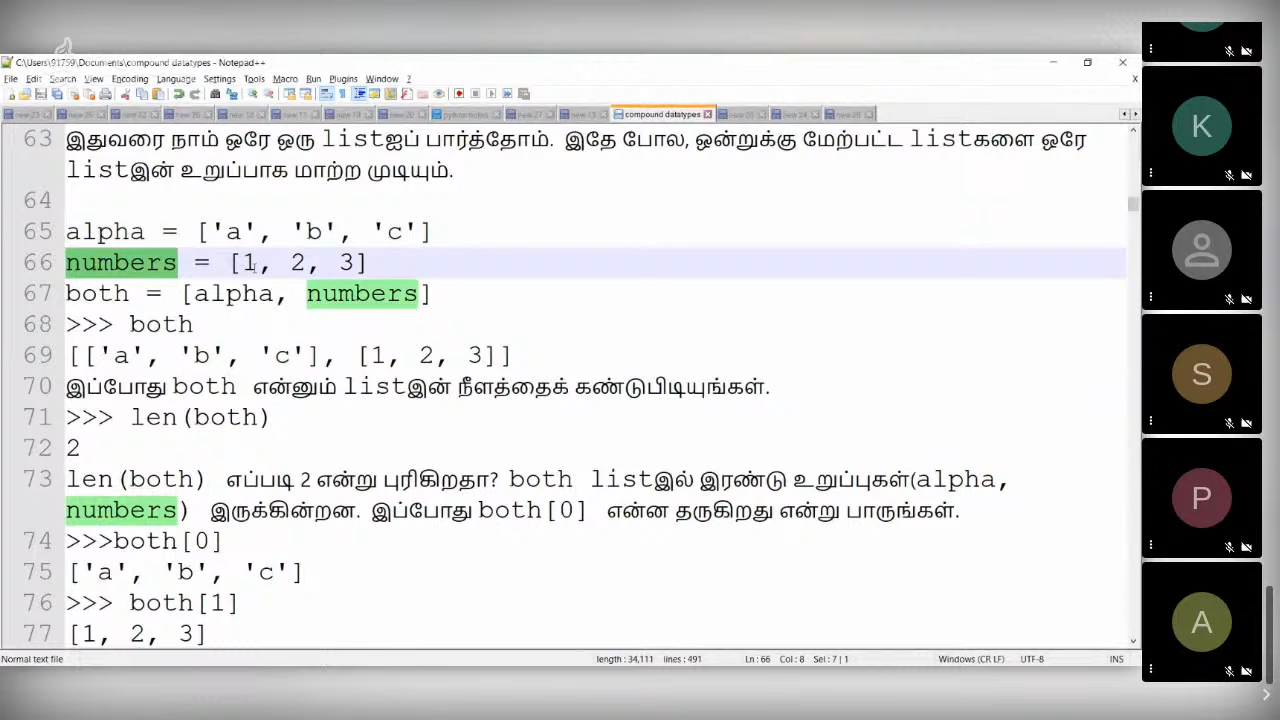 C:\Users\91759\Documents\compound datatypes - Notepad++
File Edit Search View Encoding Language Settings Tools Macro Run Plugins Window ?
compound datatypes
63 இதுவரை நாம் ஒரே ஒரு listஐப் பார்த்தோம். இதே போல, ஒன்றுக்கு மேற்பட்ட listகளை ஒரே
listஇன் உறுப்பாக மாற்ற முடியும்.
64
65 alpha = ['a', 'b', 'c']
66 numbers = [1, 2, 3]
67 both = [alpha, numbers]
68 >>> both
69 [['a', 'b', 'c'], [1, 2, 3]]
70 இப்போது both என்னும் listஇன் நீளத்தைக் கண்டுபிடியுங்கள்.
71 >>> len(both)
72 2
73 len(both) எப்படி 2 என்று புரிகிறதா? both listஇல் இரண்டு உறுப்புகள்(alpha,
numbers) இருக்கின்றன. இப்போது both[0] என்ன தருகிறது என்று பாருங்கள்.
74 >>>both[0]
75 ['a', 'b', 'c']
76 >>> both[1]
77 [1, 2, 3]
Normal text file length : 34,111 lines : 491 Ln : 66 Col : 8 Sel : 7 | 1 Windows (CR LF) UTF-8 INS
K
S
P
A